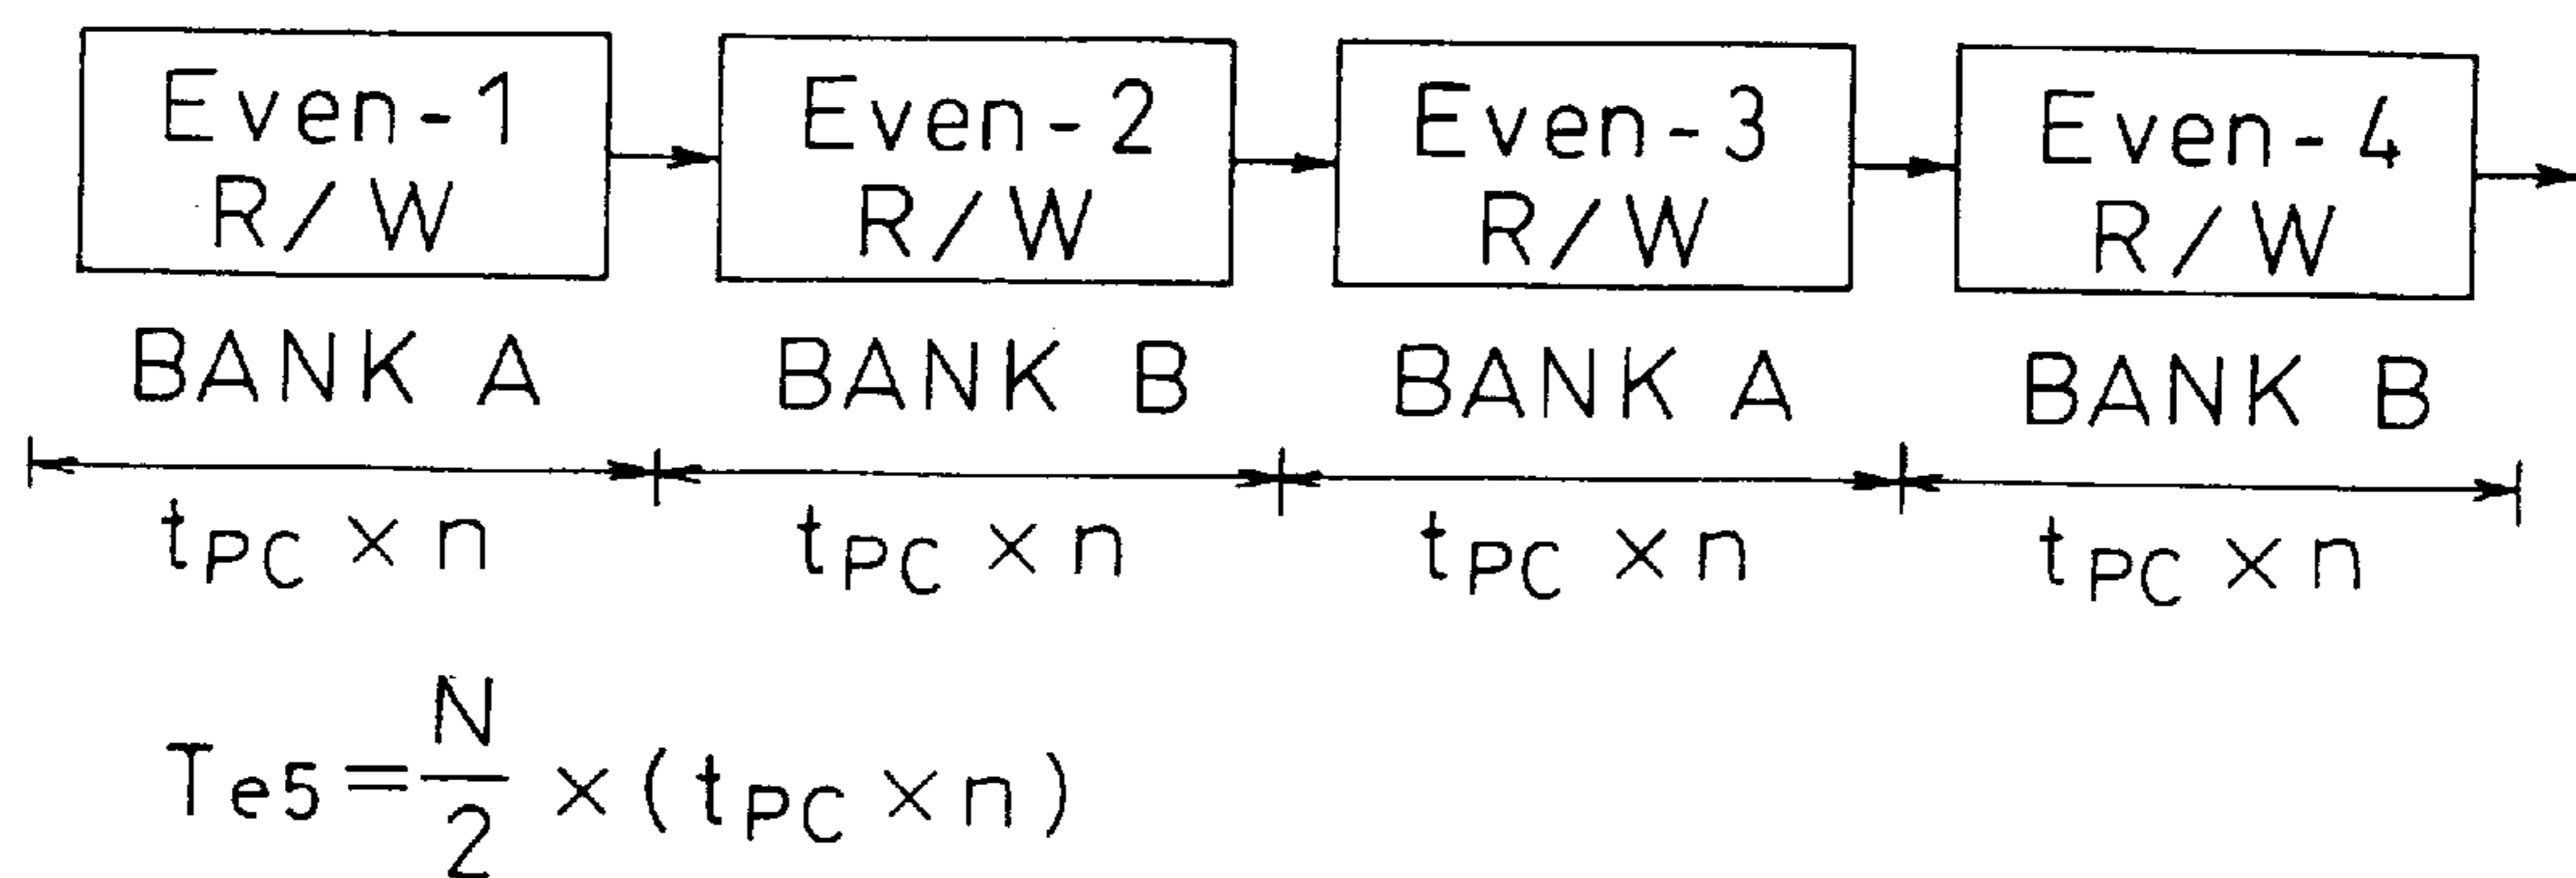 Even-1 Even-2 Even-3 Even-4
R/W R/W R/W R/W
BANK A BANK B BANK A BANK B
tPC × n tPC × n tPC × n tPC × n
Te5 = N/2 × (tPC × n)